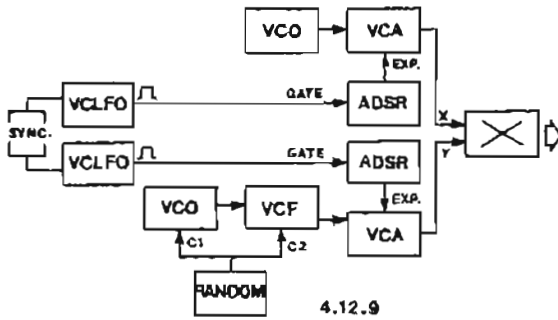 VCO
VCA
EXP.
VCLFO
GATE
ADSR
X
SYNC.
Y
VCLFO
GATE
ADSR
EXP.
VCO
VCF
VCA
C1
C2
RANDOM
4.12.9